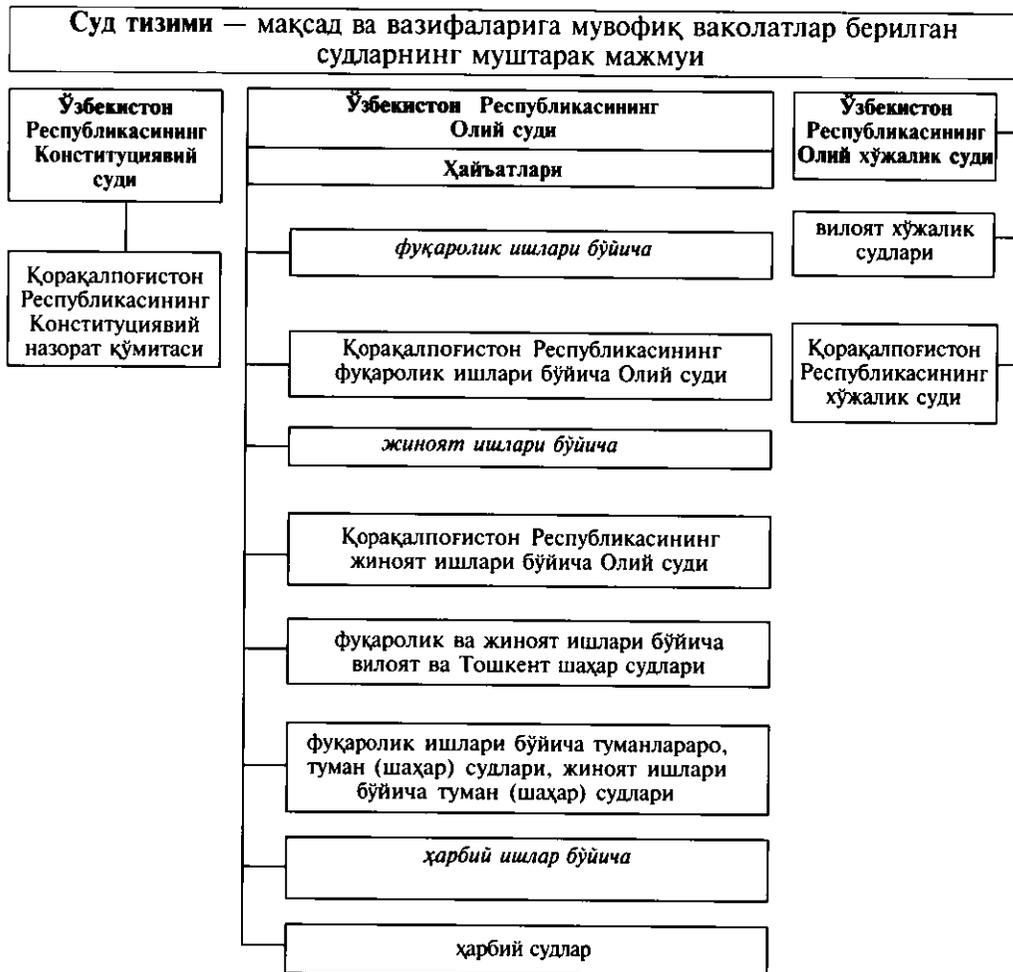 Суд тизими — мақсад ва вазифаларига мувофиқ ваколатлар берилган
судларнинг муштарак мажмуи
Ўзбекистон
Республикасининг
Конституциявий
суди
Қорақалпоғистон
Республикасининг
Конституциявий
назорат қўмитаси
Ўзбекистон Республикасининг
Олий суди
Ҳайъатлари
фуқаролик ишлари бўйича
Қорақалпоғистон Республикасининг
фуқаролик ишлари бўйича Олий суди
жиноят ишлари бўйича
Қорақалпоғистон Республикасининг
жиноят ишлари бўйича Олий суди
фуқаролик ва жиноят ишлари бўйича
вилоят ва Тошкент шаҳар судлари
фуқаролик ишлари бўйича туманлараро,
туман (шаҳар) судлари, жиноят ишлари
бўйича туман (шаҳар) судлари
ҳарбий ишлар бўйича
ҳарбий судлар
Ўзбекистон
Республикасининг
Олий хўжалик суди
вилоят хўжалик
судлари
Қорақалпоғистон
Республикасининг
хўжалик суди